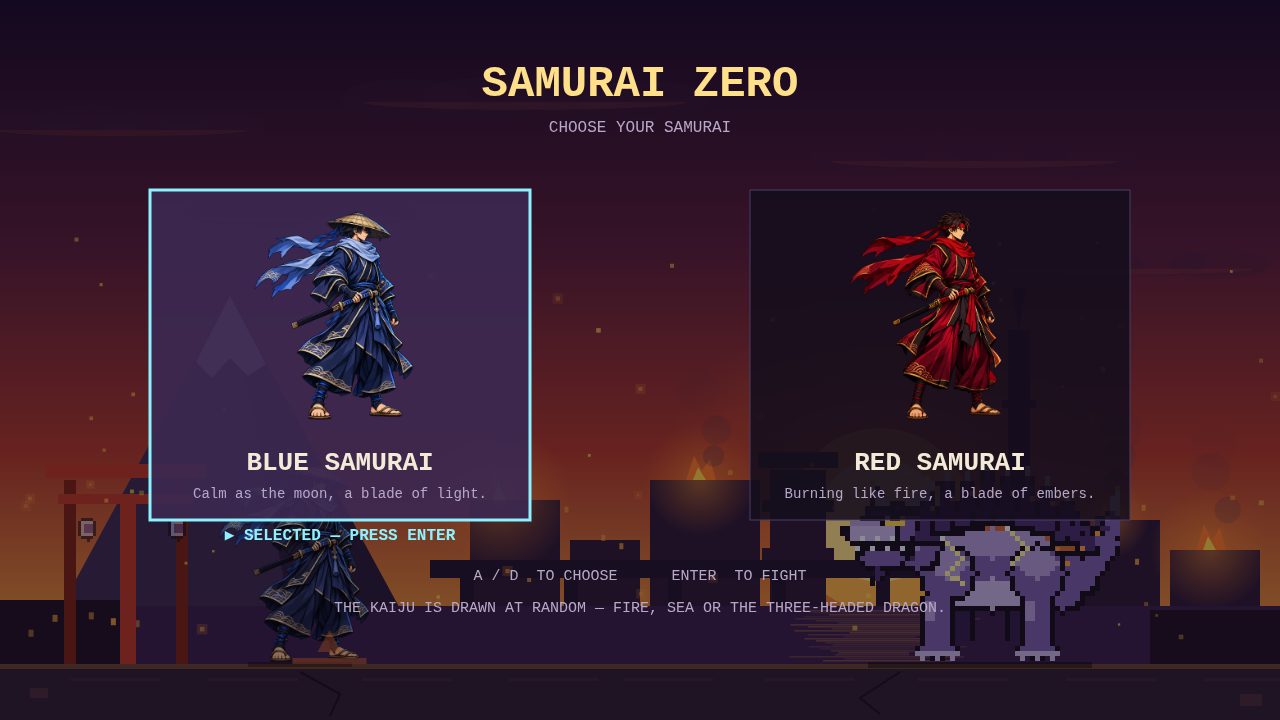 SAMURAI ZERO
CHOOSE YOUR SAMURAI
BLUE SAMURAI
Calm as the moon, a blade of light.
▶ SELECTED — PRESS ENTER
RED SAMURAI
Burning like fire, a blade of embers.
A / D  TO CHOOSE      ENTER  TO FIGHT
THE KAIJU IS DRAWN AT RANDOM — FIRE, SEA OR THE THREE-HEADED DRAGON.